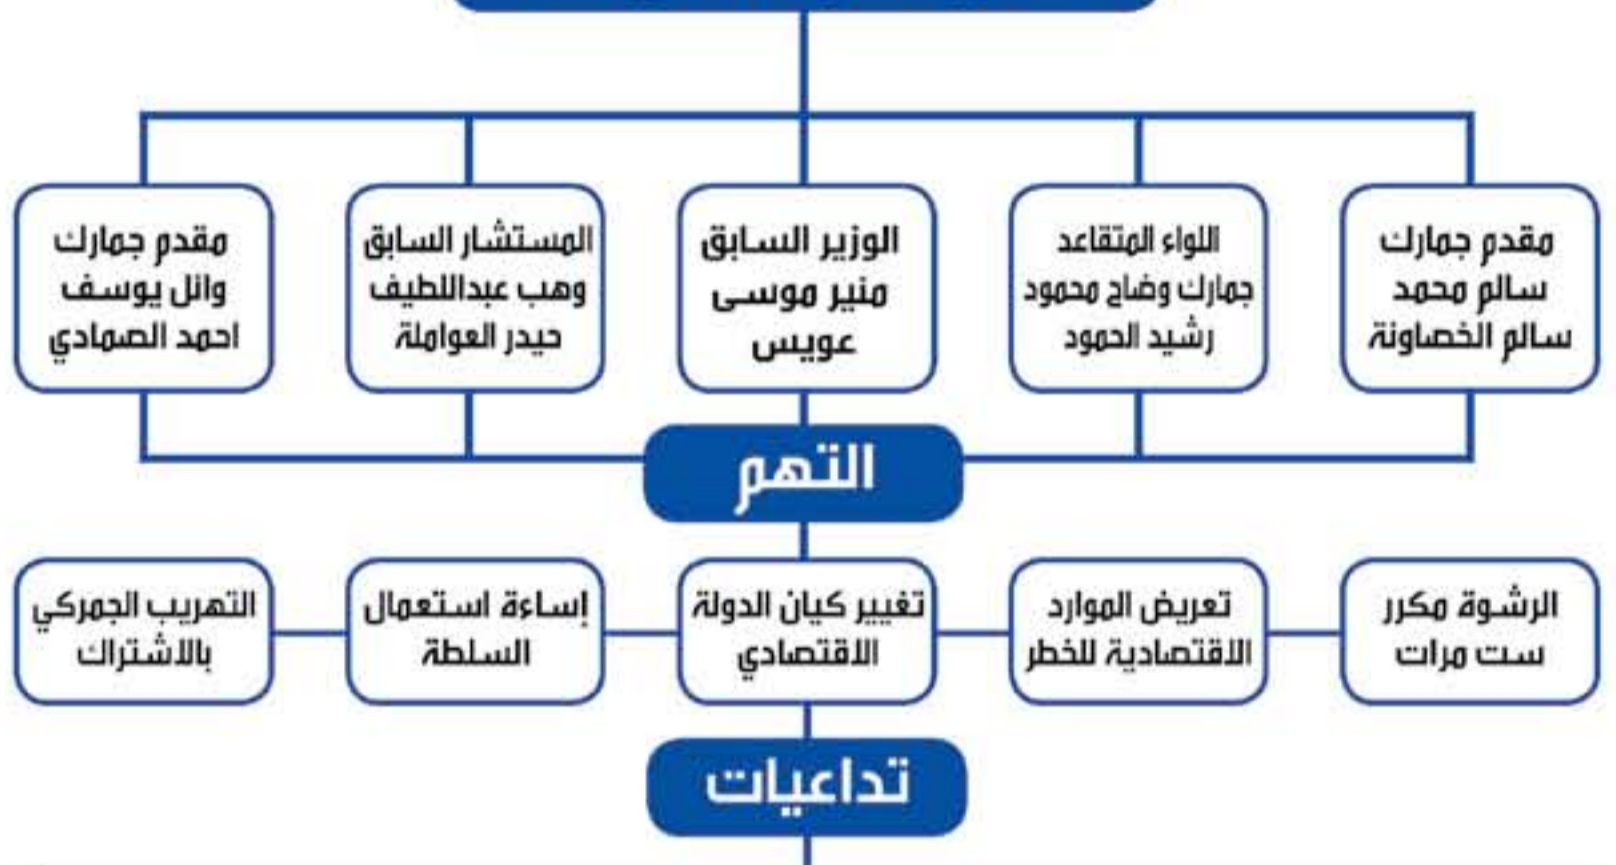 مقدم جمارك
سالم محمد
سالم الخصاونة
اللواء المتقاعد
جمارك وضاح محمود
رشيد الحمود
الوزير السابق
منير موسى
عويس
المستشار السابق
وهب عبداللطيف
حيدر العواملة
مقدم جمارك
وائل يوسف
احمد الصمادي
التهم
الرشوة مكرر
ست مرات
تعريض الموارد
الاقتصادية للخطر
تغيير كيان الدولة
الاقتصادي
إساءة استعمال
السلطة
التهريب الجمركي
بالاشتراك
تداعيات